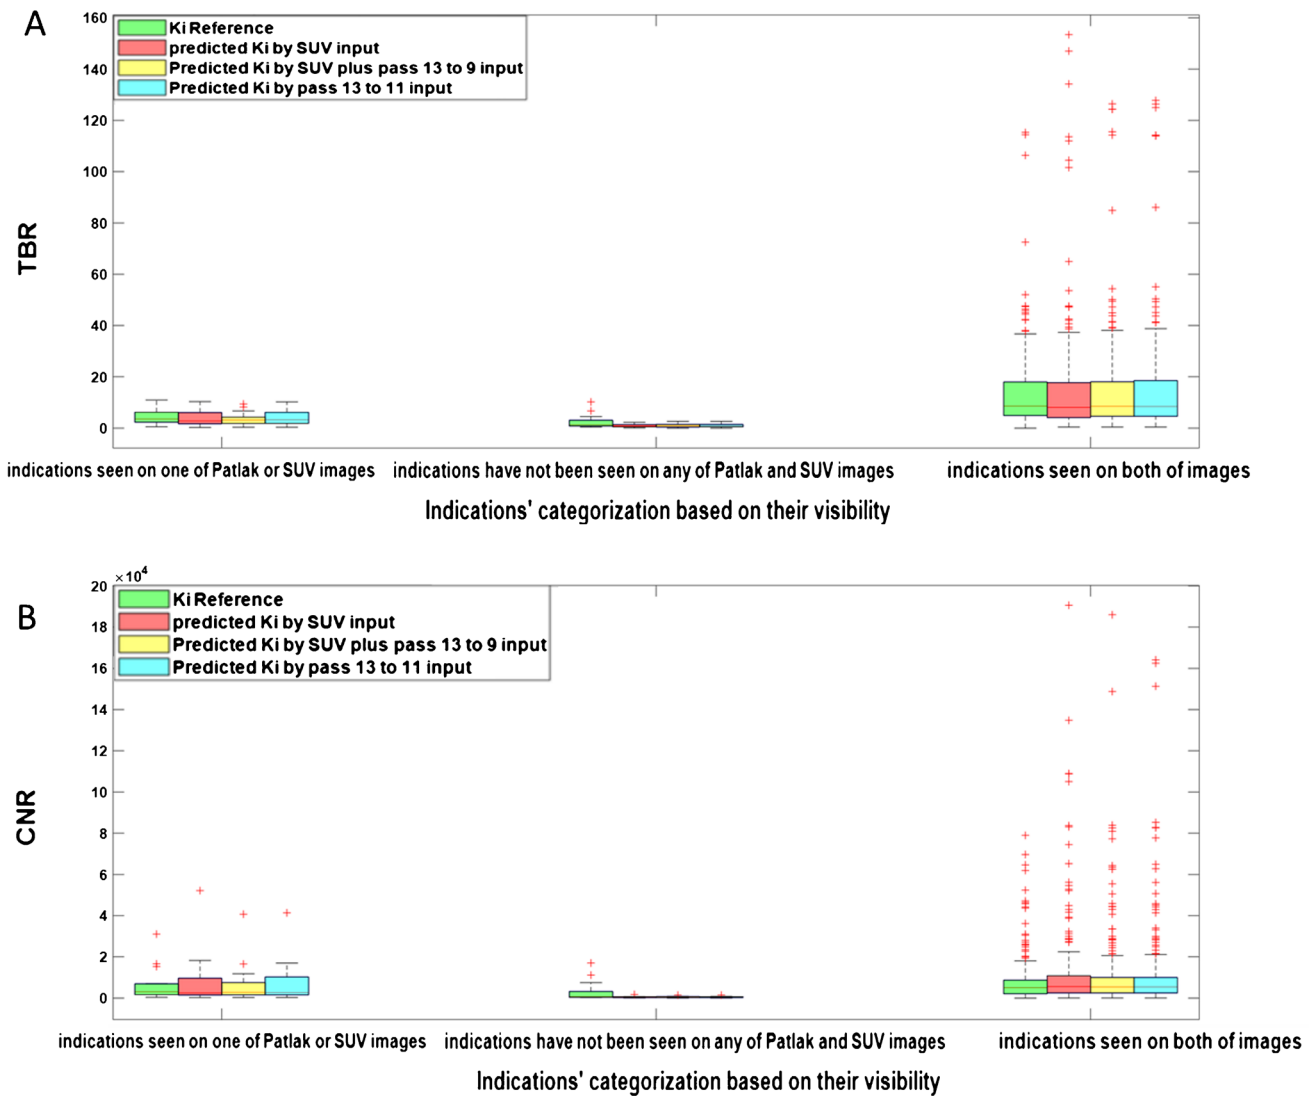 A
160
140
120
100
80
60
40
20
0
TBR
Ki Reference
predicted Ki by SUV input
Predicted Ki by SUV plus pass 13 to 9 input
Predicted Ki by pass 13 to 11 input
indications seen on one of Patlak or SUV images
indications have not been seen on any of Patlak and SUV images
indications seen on both of images
Indications' categorization based on their visibility
B
×10⁴
20
18
16
14
12
10
8
6
4
2
0
CNR
Ki Reference
predicted Ki by SUV input
Predicted Ki by SUV plus pass 13 to 9 input
Predicted Ki by pass 13 to 11 input
indications seen on one of Patlak or SUV images
indications have not been seen on any of Patlak and SUV images
indications seen on both of images
Indications' categorization based on their visibility